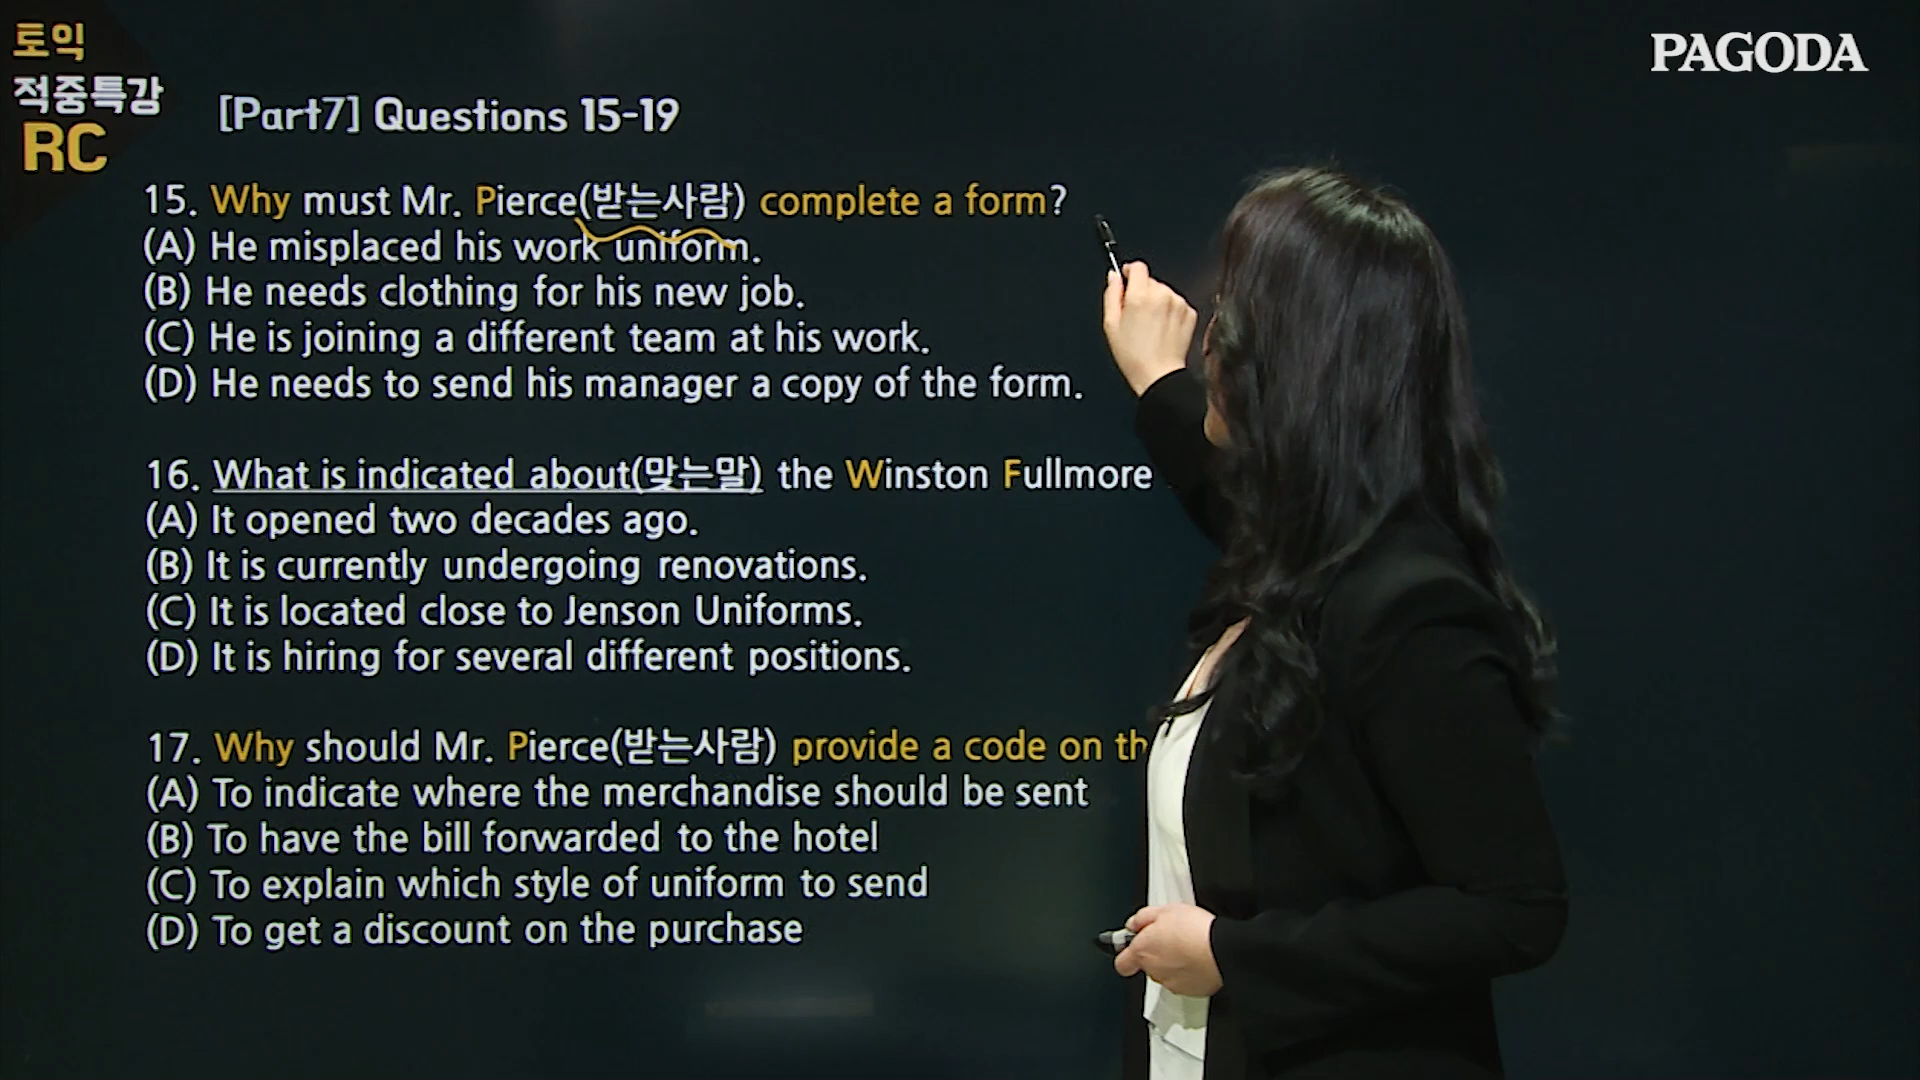 토익
적중특강
RC
PAGODA
[Part7] Questions 15-19
15. Why must Mr. Pierce(받는사람) complete a form?
(A) He misplaced his work uniform.
(B) He needs clothing for his new job.
(C) He is joining a different team at his work.
(D) He needs to send his manager a copy of the form.
16. What is indicated about(맞는말) the Winston Fullmore
(A) It opened two decades ago.
(B) It is currently undergoing renovations.
(C) It is located close to Jenson Uniforms.
(D) It is hiring for several different positions.
17. Why should Mr. Pierce(받는사람) provide a code on th
(A) To indicate where the merchandise should be sent
(B) To have the bill forwarded to the hotel
(C) To explain which style of uniform to send
(D) To get a discount on the purchase